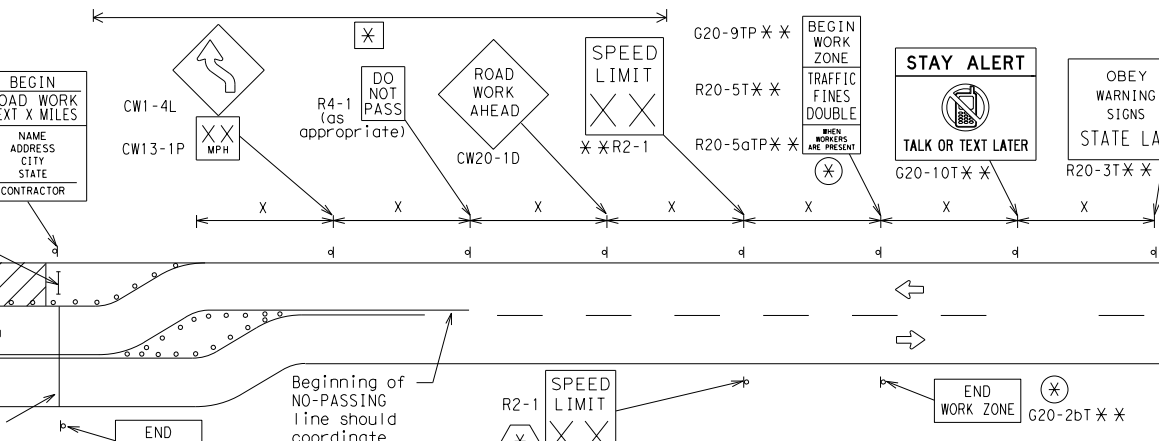 BEGIN
ROAD WORK
NEXT X MILES
NAME
ADDRESS
CITY
STATE
CONTRACTOR
CW1-4L
CW13-1P
X X
MPH
*
R4-1
(as
appropriate)
DO
NOT
PASS
ROAD
WORK
AHEAD
CW20-1D
SPEED
LIMIT
X X
* *R2-1
G20-9TP * *
R20-5T * *
R20-5aTP * *
BEGIN
WORK
ZONE
TRAFFIC
FINES
DOUBLE
WHEN
WORKERS
ARE PRESENT
*
STAY ALERT
TALK OR TEXT LATER
G20-10T * *
OBEY
WARNING
SIGNS
STATE LA
R20-3T * *
X X X X X X X
Beginning of
NO-PASSING
line should
coordinate
R2-1
*
SPEED
LIMIT
X X
END
WORK ZONE
*
G20-2bT * *
END